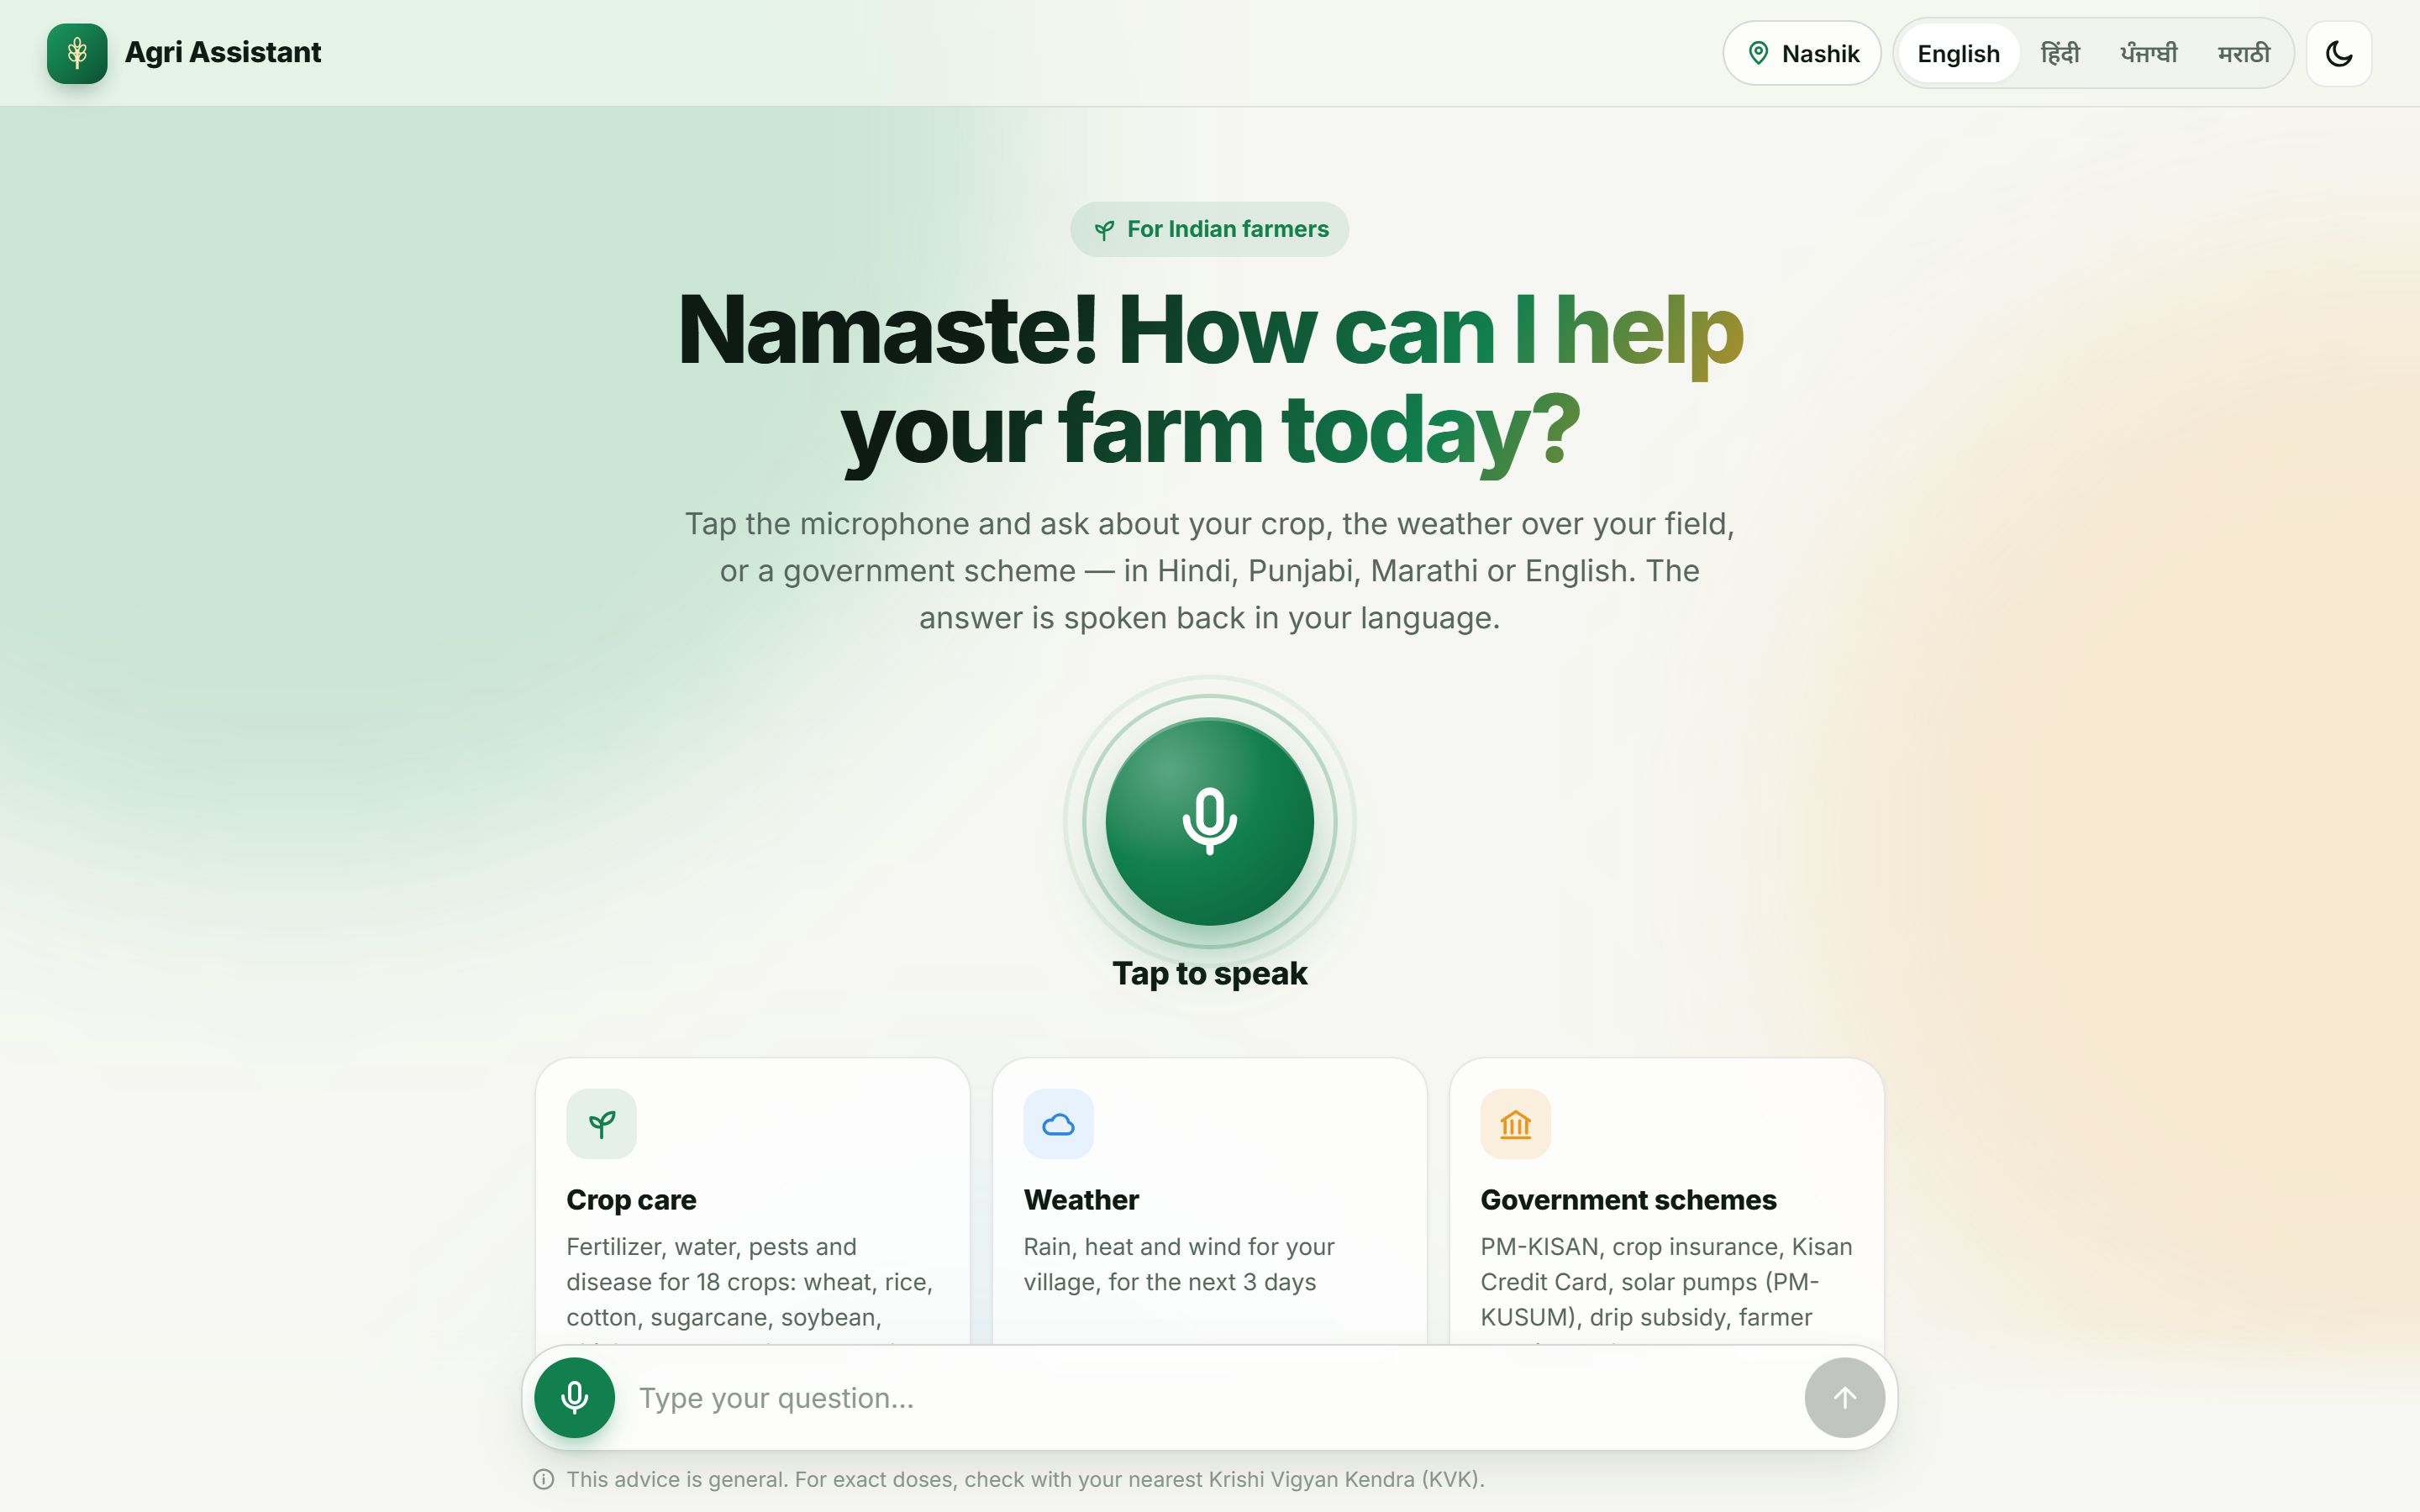 Agri Assistant
Nashik
English
हिंदी
ਪੰਜਾਬੀ
मराठी
For Indian farmers
Namaste! How can I help
your farm today?
Tap the microphone and ask about your crop, the weather over your field,
or a government scheme — in Hindi, Punjabi, Marathi or English. The
answer is spoken back in your language.
Tap to speak
Crop care
Fertilizer, water, pests and
disease for 18 crops: wheat, rice,
cotton, sugarcane, soybean,
Weather
Rain, heat and wind for your
village, for the next 3 days
Government schemes
PM-KISAN, crop insurance, Kisan
Credit Card, solar pumps (PM-
KUSUM), drip subsidy, farmer
Type your question...
This advice is general. For exact doses, check with your nearest Krishi Vigyan Kendra (KVK).